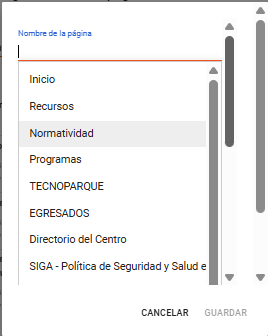 Nombre de la página
Inicio
Recursos
Normatividad
Programas
TECNOPARQUE
EGRESADOS
Directorio del Centro
SIGA - Política de Seguridad y Salud e
CANCELAR GUARDAR